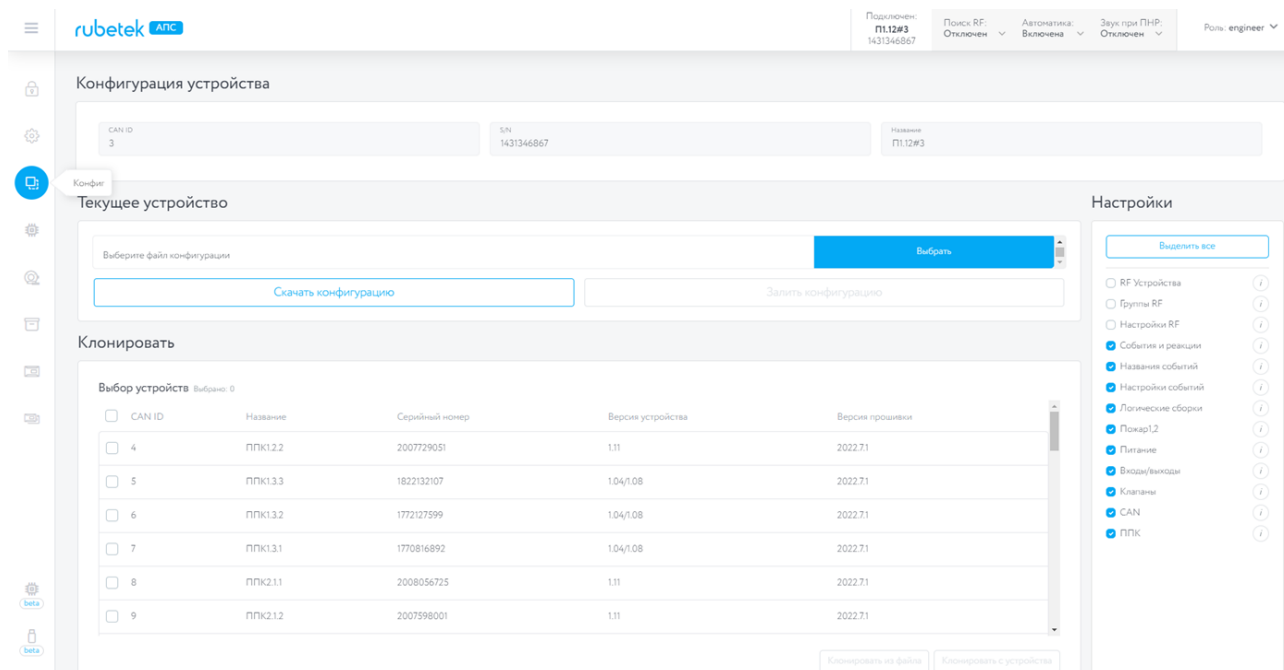 rubetek АПС
Подключен:
П1.12#3
1431346867
Поиск RF:
Отключен
Автоматика:
Включена
Звук при ПНР:
Отключен
Роль: engineer
Конфигурация устройства
CAN ID
3
S/N
1431346867
Название
П1.12#3
Конфиг
Текущее устройство
Выберите файл конфигурации
Выбрать
Скачать конфигурацию
Залить конфигурацию
Клонировать
Выбор устройств Выбрано: 0
CAN ID Название Серийный номер Версия устройства Версия прошивки
4 ППК1.2.2 2007729051 1.11 2022.7.1
5 ППК1.3.3 1822132107 1.04/1.08 2022.7.1
6 ППК1.3.2 1772127599 1.04/1.08 2022.7.1
7 ППК1.3.1 1770816892 1.04/1.08 2022.7.1
8 ППК2.1.1 2008056725 1.11 2022.7.1
9 ППК2.1.2 2007598001 1.11 2022.7.1
Клонировать из файла Клонировать с устройства
Настройки
Выделить все
RF Устройства
Группы RF
Настройки RF
События и реакции
Названия событий
Настройки событий
Логические сборки
Пожар1,2
Питание
Входы/выходы
Клапаны
CAN
ППК
beta
beta